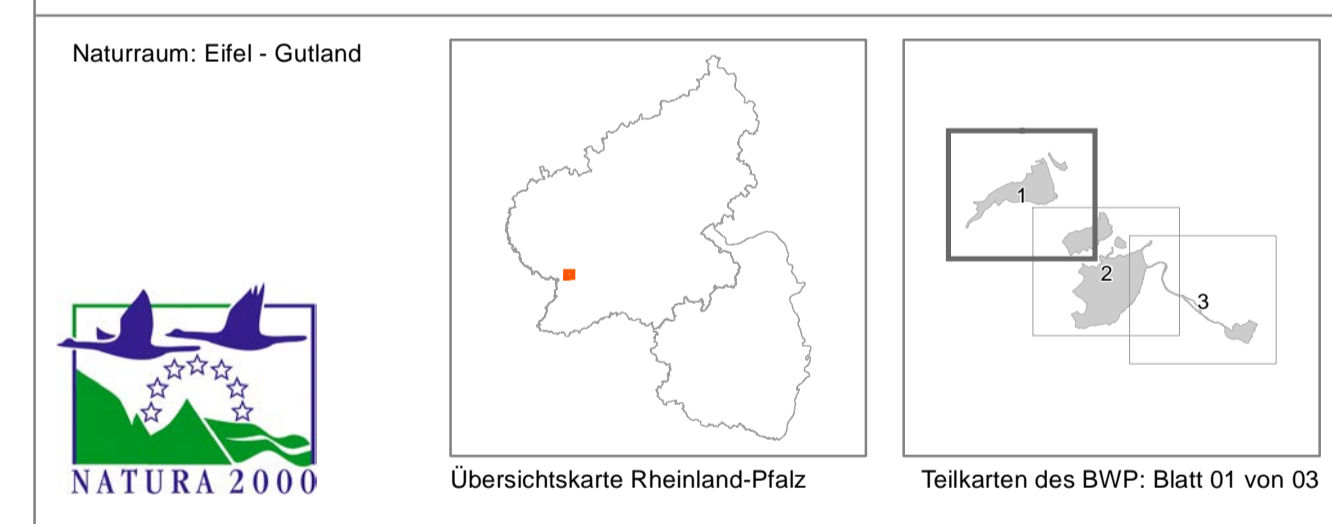 Naturraum: Eifel - Gutland
NATURA 2000
Übersichtskarte Rheinland-Pfalz
1
2
3
Teilkarten des BWP: Blatt 01 von 03